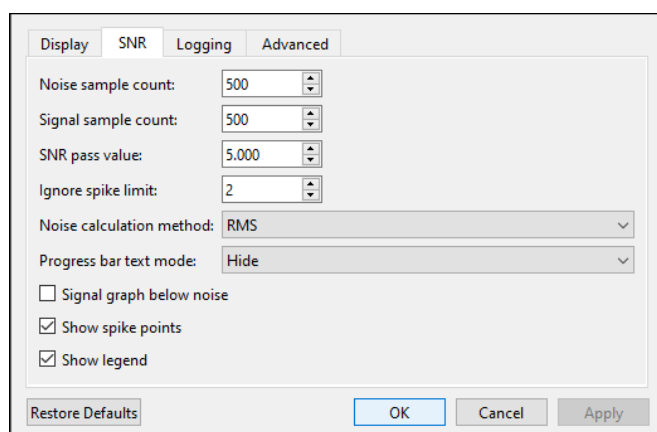 Display SNR Logging Advanced
Noise sample count: 500
Signal sample count: 500
SNR pass value: 5.000
Ignore spike limit: 2
Noise calculation method: RMS
Progress bar text mode: Hide
Signal graph below noise
Show spike points
Show legend
Restore Defaults OK Cancel Apply